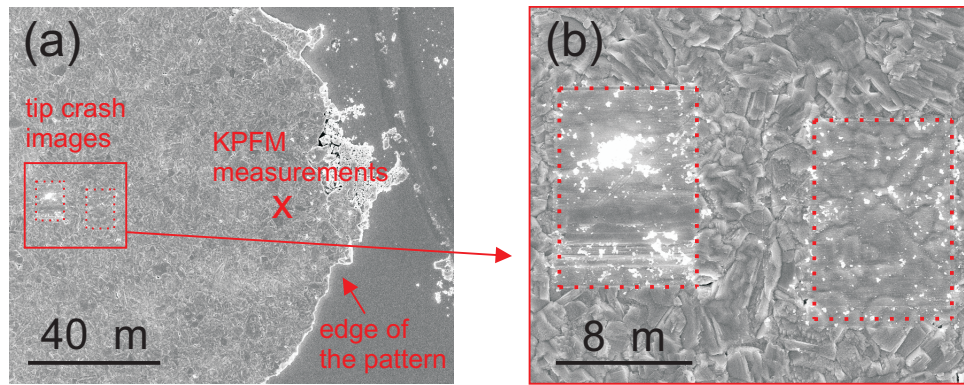 (a)
tip crash
images
KPFM
measurements
x
40 m
edge of
the pattern
(b)
8 m